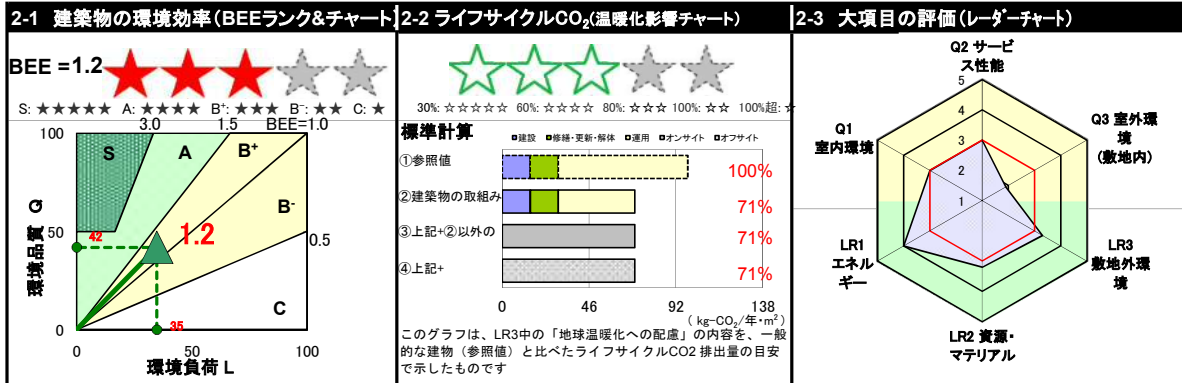 2-1 建築物の環境効率(BEEランク&チャート)
BEE =1.2
S: ★★★★★ A: ★★★★ B⁺: ★★★ B⁻: ★★ C: ★
3.0 1.5 BEE=1.0
100
S
A
B⁺
B⁻
環境品質 Q
50
42
1.2
0.5
C
0
35
0 50 100
環境負荷 L
2-2 ライフサイクルCO₂(温暖化影響チャート)
30%: ☆☆☆☆☆ 60%: ☆☆☆☆ 80%: ☆☆☆ 100%: ☆☆ 100%超: ☆
標準計算
建設 修繕・更新・解体 運用 オンサイト オフサイト
①参照値 100%
②建築物の取組み 71%
③上記+②以外の 71%
④上記+ 71%
0 46 92 138
( kg-CO₂/年・m²)
このグラフは、LR3中の「地球温暖化への配慮」の内容を、一般
的な建物(参照値)と比べたライフサイクルCO2 排出量の目安
で示したものです
2-3 大項目の評価(レーダーチャート)
Q2 サービ
ス性能
5
4
3
2
1
Q1
室内環境
Q3 室外環
境
(敷地内)
LR1
エネル
ギー
LR3
敷地外環
境
LR2 資源・
マテリアル